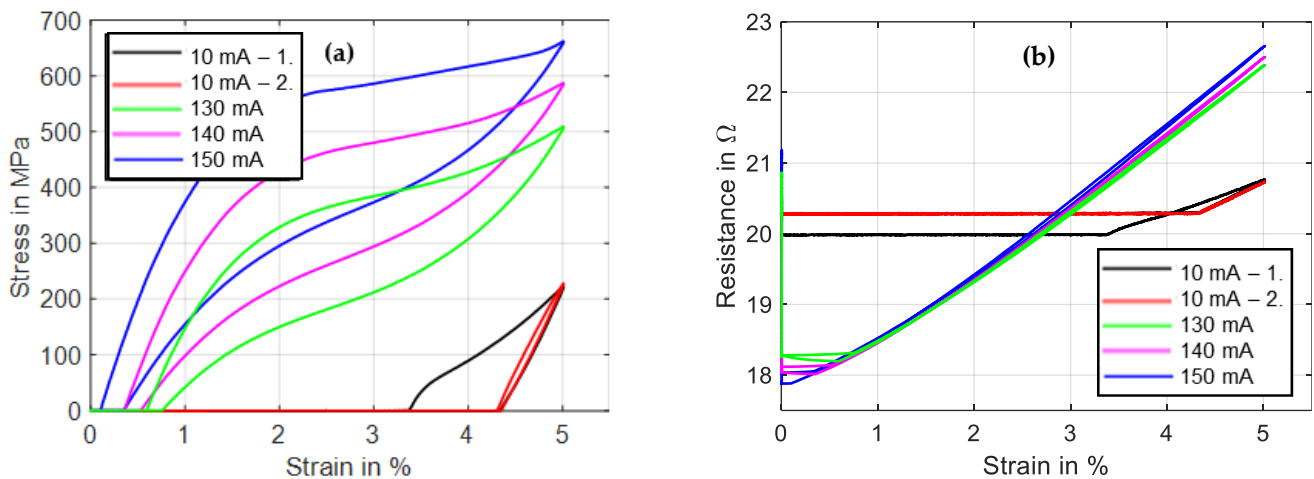 700
600
500
400
300
200
100
0
Stress in MPa
(a)
10 mA – 1.
10 mA – 2.
130 mA
140 mA
150 mA
0 1 2 3 4 5
Strain in %
23
22
21
20
19
18
Resistance in Ω
(b)
10 mA – 1.
10 mA – 2.
130 mA
140 mA
150 mA
0 1 2 3 4 5
Strain in %